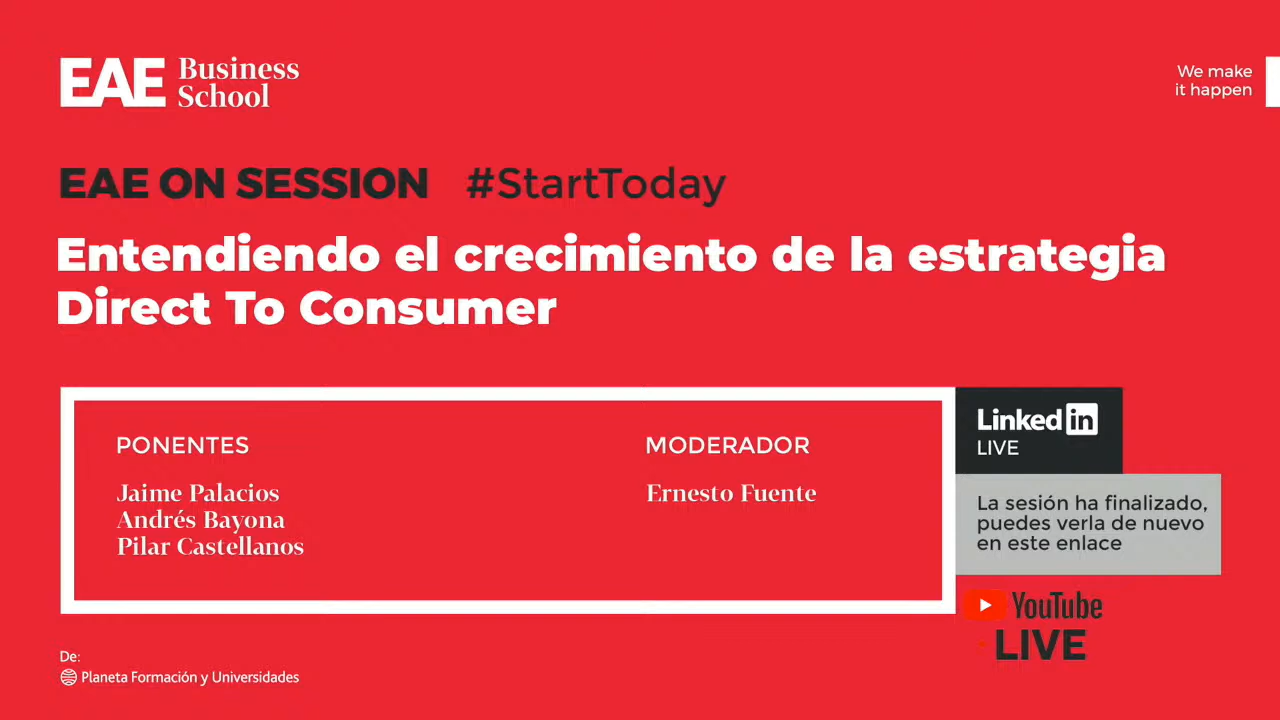 EAE Business School
We make
it happen
EAE ON SESSION #StartToday
Entendiendo el crecimiento de la estrategia
Direct To Consumer
PONENTES
Jaime Palacios
Andrés Bayona
Pilar Castellanos
MODERADOR
Ernesto Fuente
Linked in
LIVE
La sesión ha finalizado,
puedes verla de nuevo
en este enlace
YouTube
LIVE
De:
Planeta Formación y Universidades